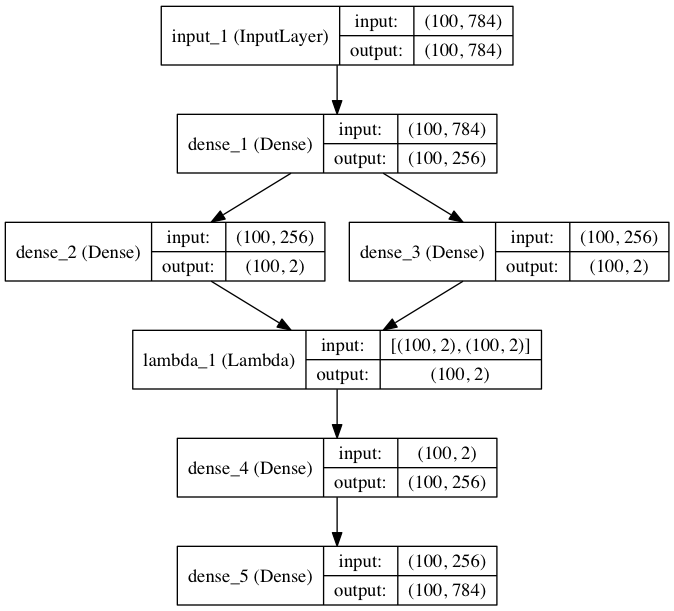 input_1 (InputLayer)
input:
(100, 784)
output:
(100, 784)
dense_1 (Dense)
input:
(100, 784)
output:
(100, 256)
dense_2 (Dense)
input:
(100, 256)
output:
(100, 2)
dense_3 (Dense)
input:
(100, 256)
output:
(100, 2)
lambda_1 (Lambda)
input:
[(100, 2), (100, 2)]
output:
(100, 2)
dense_4 (Dense)
input:
(100, 2)
output:
(100, 256)
dense_5 (Dense)
input:
(100, 256)
output:
(100, 784)